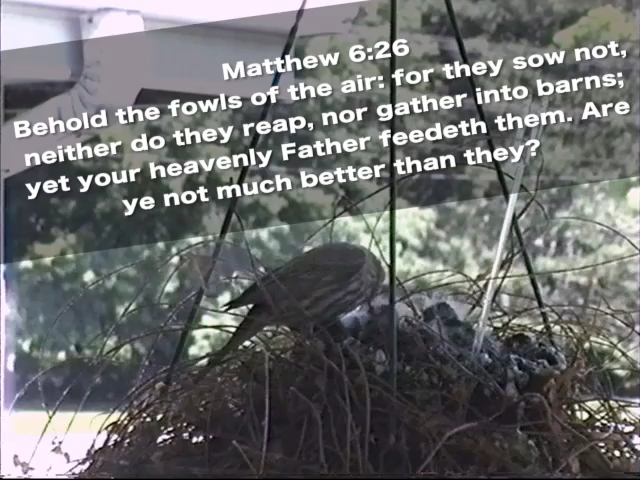 Matthew 6:26
Behold the fowls of the air: for they sow not,
neither do they reap, nor gather into barns;
yet your heavenly Father feedeth them. Are
ye not much better than they?